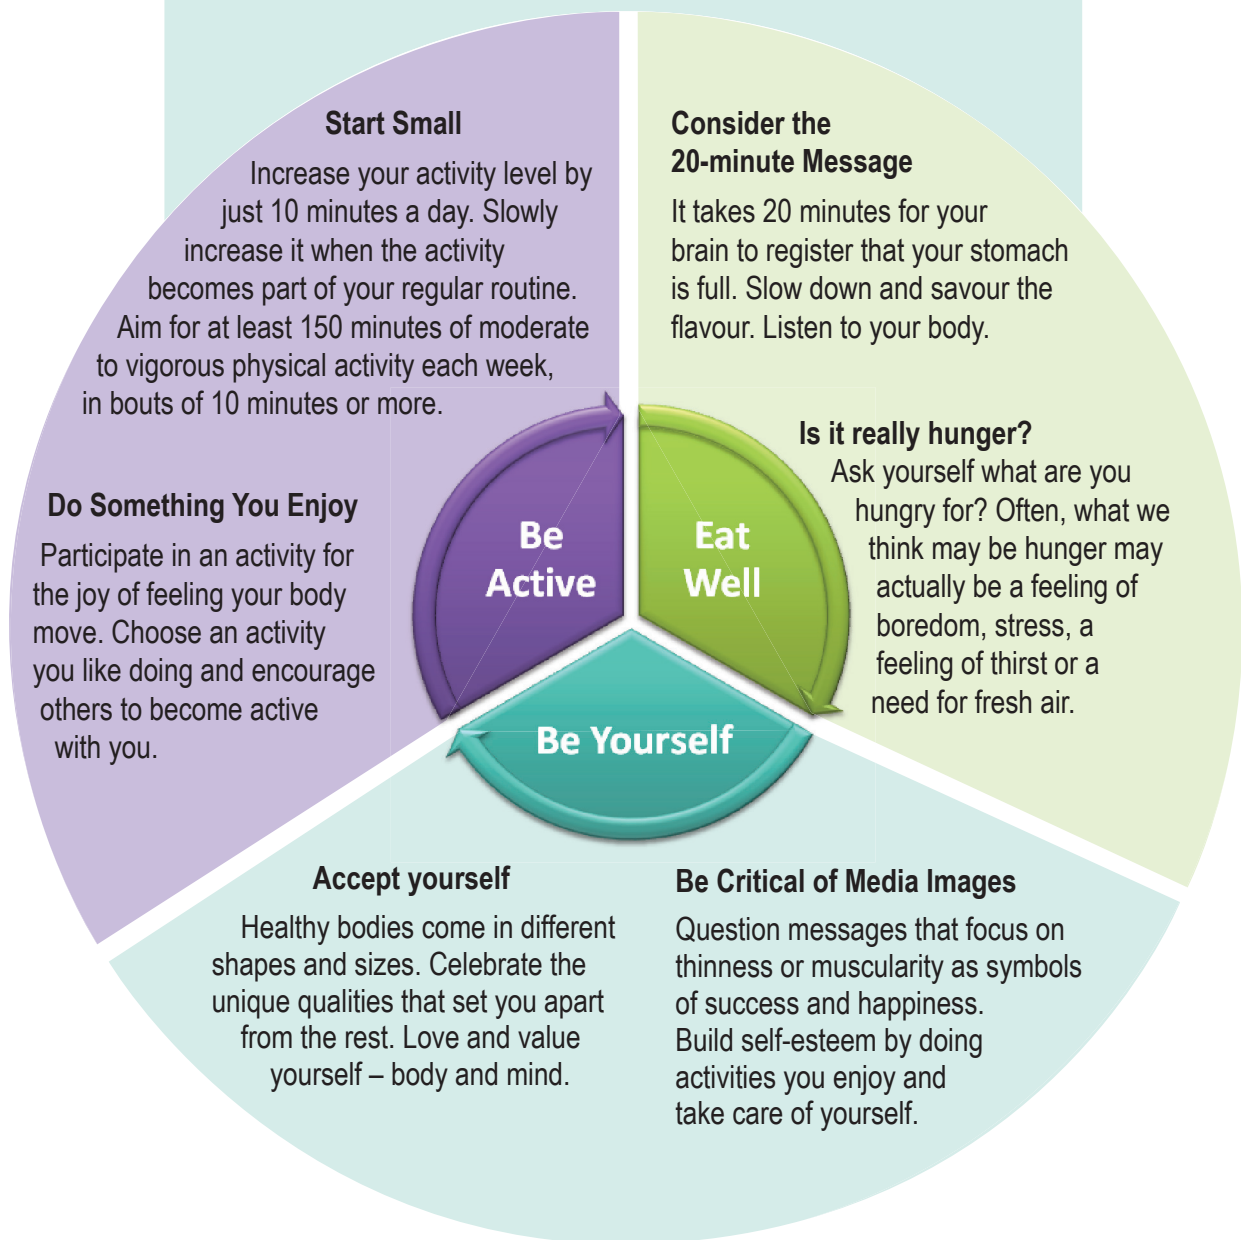 Start Small
Increase your activity level by
just 10 minutes a day. Slowly
increase it when the activity
becomes part of your regular routine.
Aim for at least 150 minutes of moderate
to vigorous physical activity each week,
in bouts of 10 minutes or more.
Do Something You Enjoy
Participate in an activity for
the joy of feeling your body
move. Choose an activity
you like doing and encourage
others to become active
with you.
Consider the
20-minute Message
It takes 20 minutes for your
brain to register that your stomach
is full. Slow down and savour the
flavour. Listen to your body.
Is it really hunger?
Ask yourself what are you
hungry for? Often, what we
think may be hunger may
actually be a feeling of
boredom, stress, a
feeling of thirst or a
need for fresh air.
Be
Active
Eat
Well
Be Yourself
Accept yourself
Healthy bodies come in different
shapes and sizes. Celebrate the
unique qualities that set you apart
from the rest. Love and value
yourself – body and mind.
Be Critical of Media Images
Question messages that focus on
thinness or muscularity as symbols
of success and happiness.
Build self-esteem by doing
activities you enjoy and
take care of yourself.